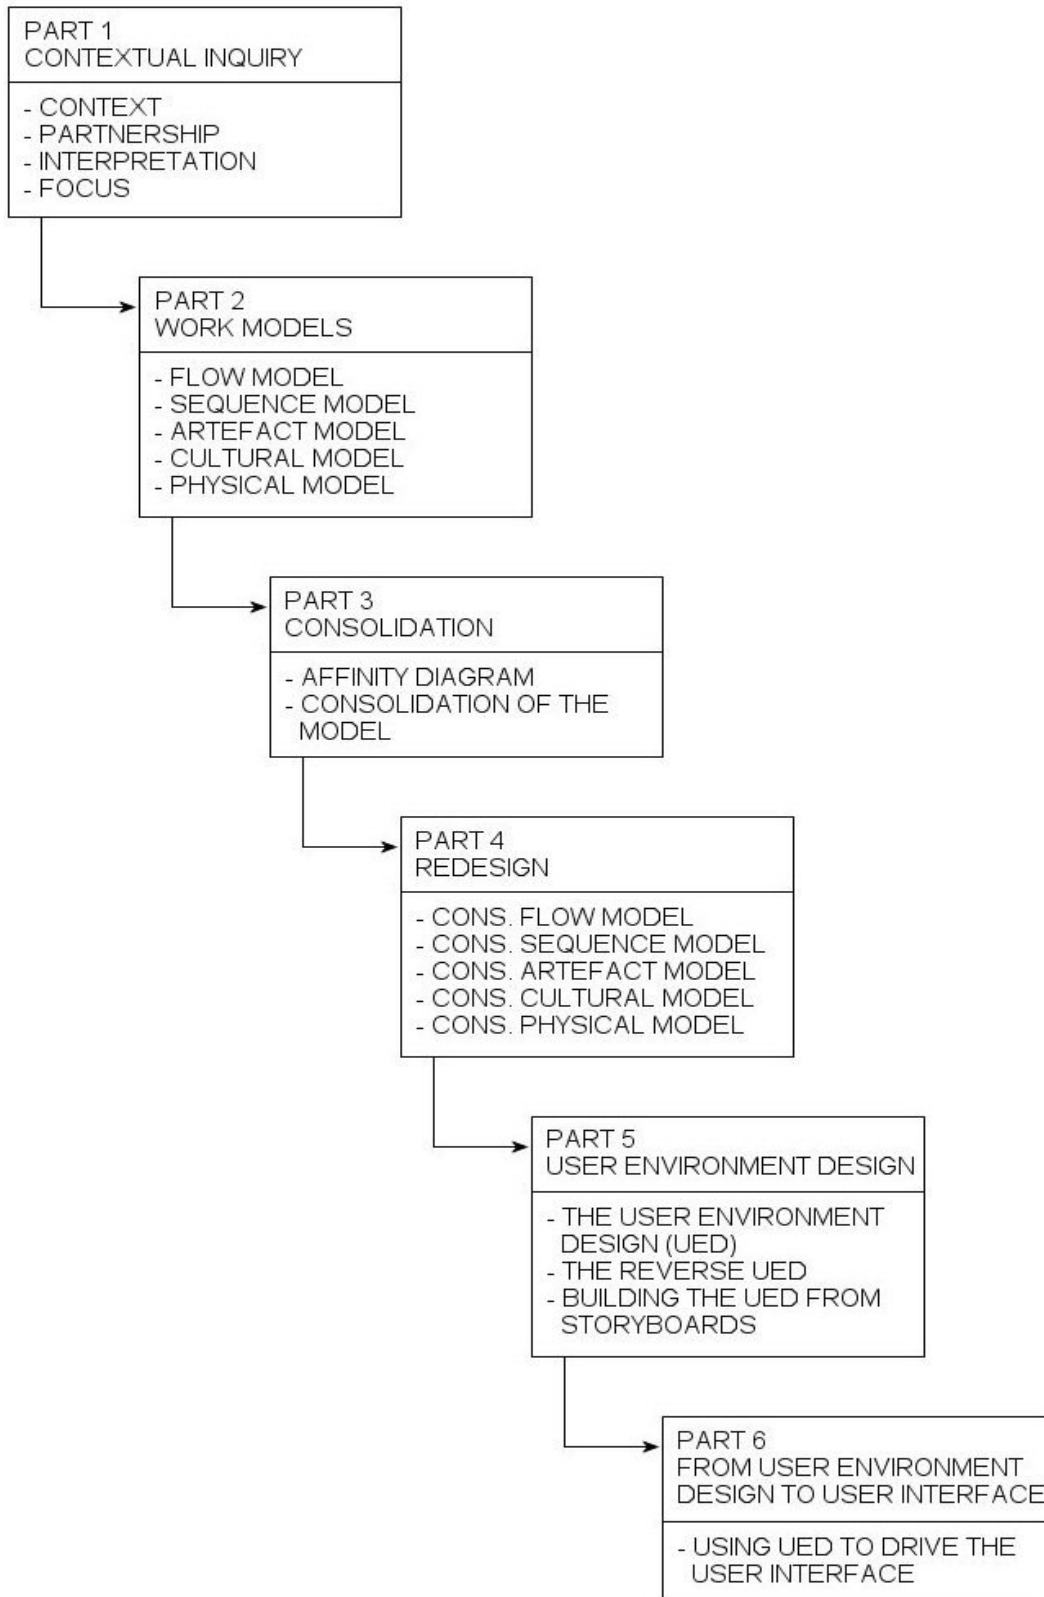 PART 1
CONTEXTUAL INQUIRY
- CONTEXT
- PARTNERSHIP
- INTERPRETATION
- FOCUS
PART 2
WORK MODELS
- FLOW MODEL
- SEQUENCE MODEL
- ARTEFACT MODEL
- CULTURAL MODEL
- PHYSICAL MODEL
PART 3
CONSOLIDATION
- AFFINITY DIAGRAM
- CONSOLIDATION OF THE
MODEL
PART 4
REDESIGN
- CONS. FLOW MODEL
- CONS. SEQUENCE MODEL
- CONS. ARTEFACT MODEL
- CONS. CULTURAL MODEL
- CONS. PHYSICAL MODEL
PART 5
USER ENVIRONMENT DESIGN
- THE USER ENVIRONMENT
DESIGN (UED)
- THE REVERSE UED
- BUILDING THE UED FROM
STORYBOARDS
PART 6
FROM USER ENVIRONMENT
DESIGN TO USER INTERFACE
- USING UED TO DRIVE THE
USER INTERFACE